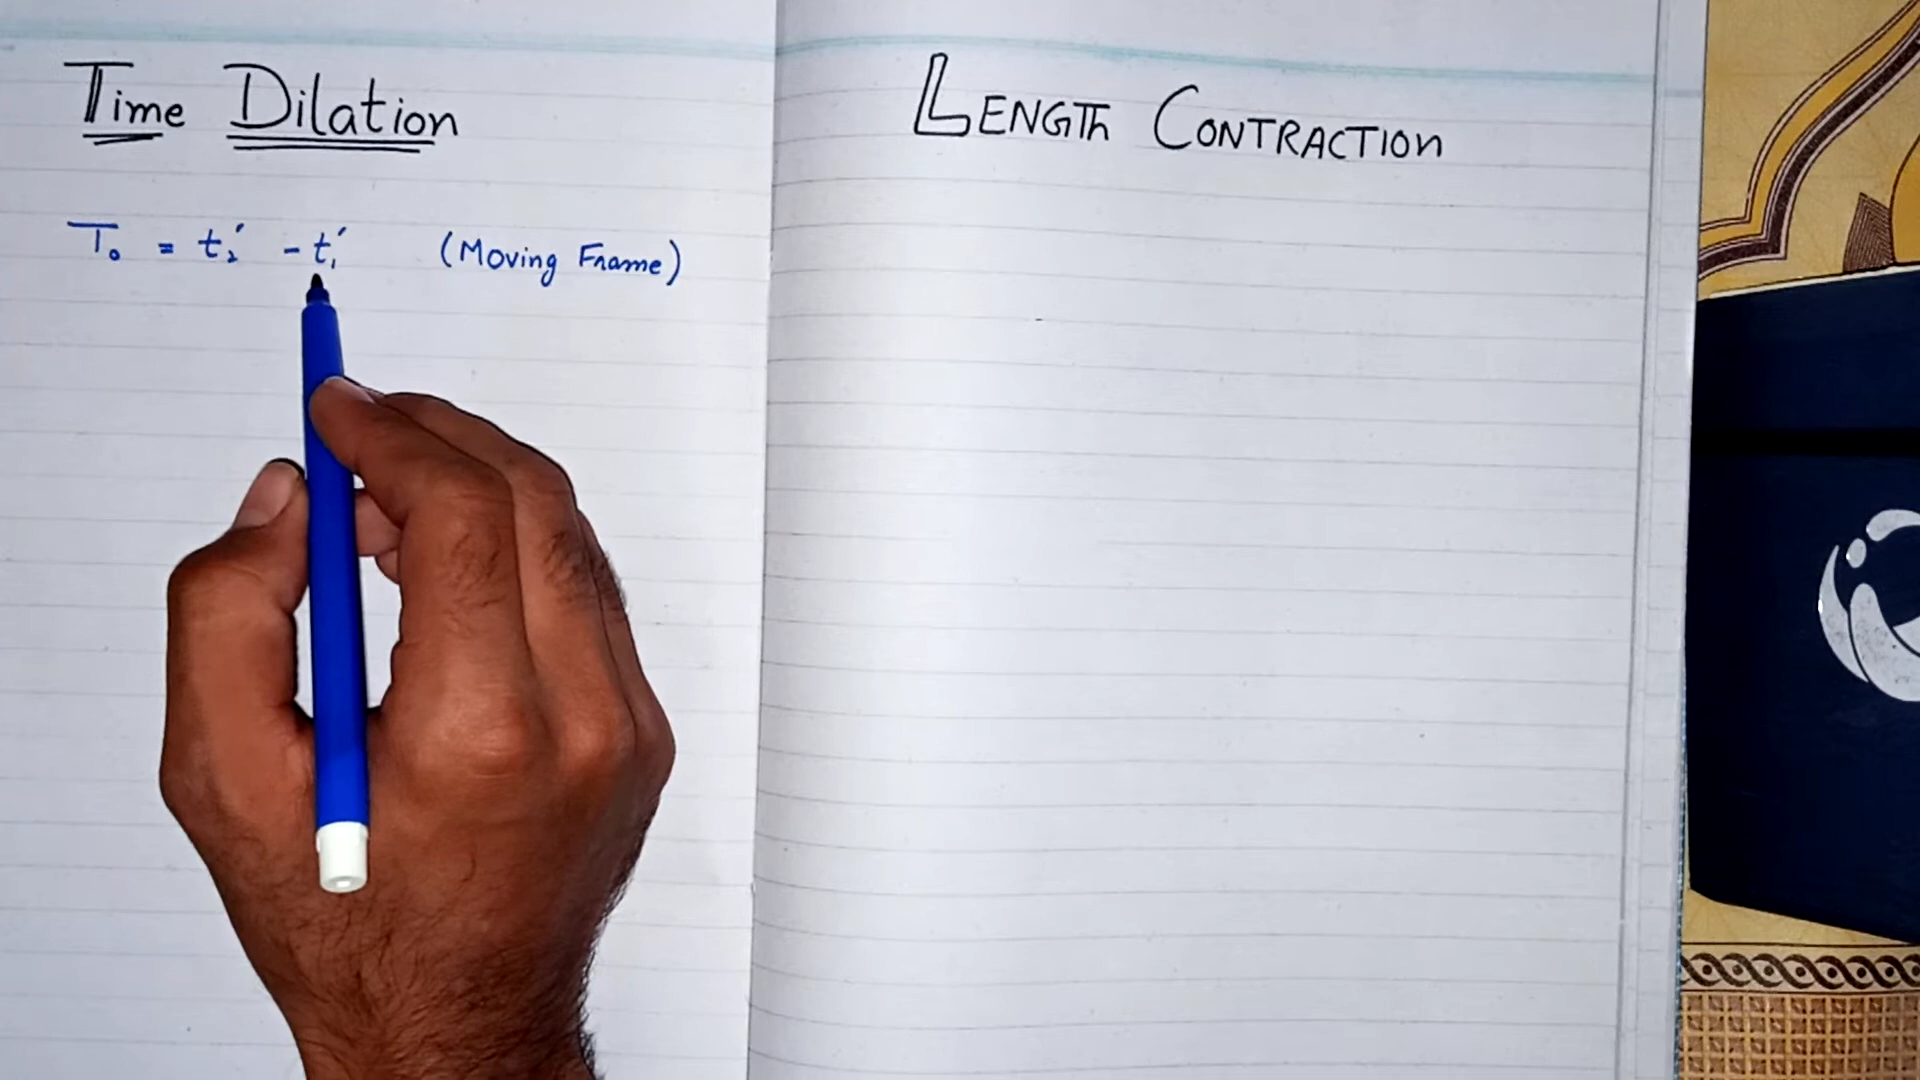 Time Dilation
T₀ = t₂′ - t₁′ (Moving Frame)
LENGTH CONTRACTION